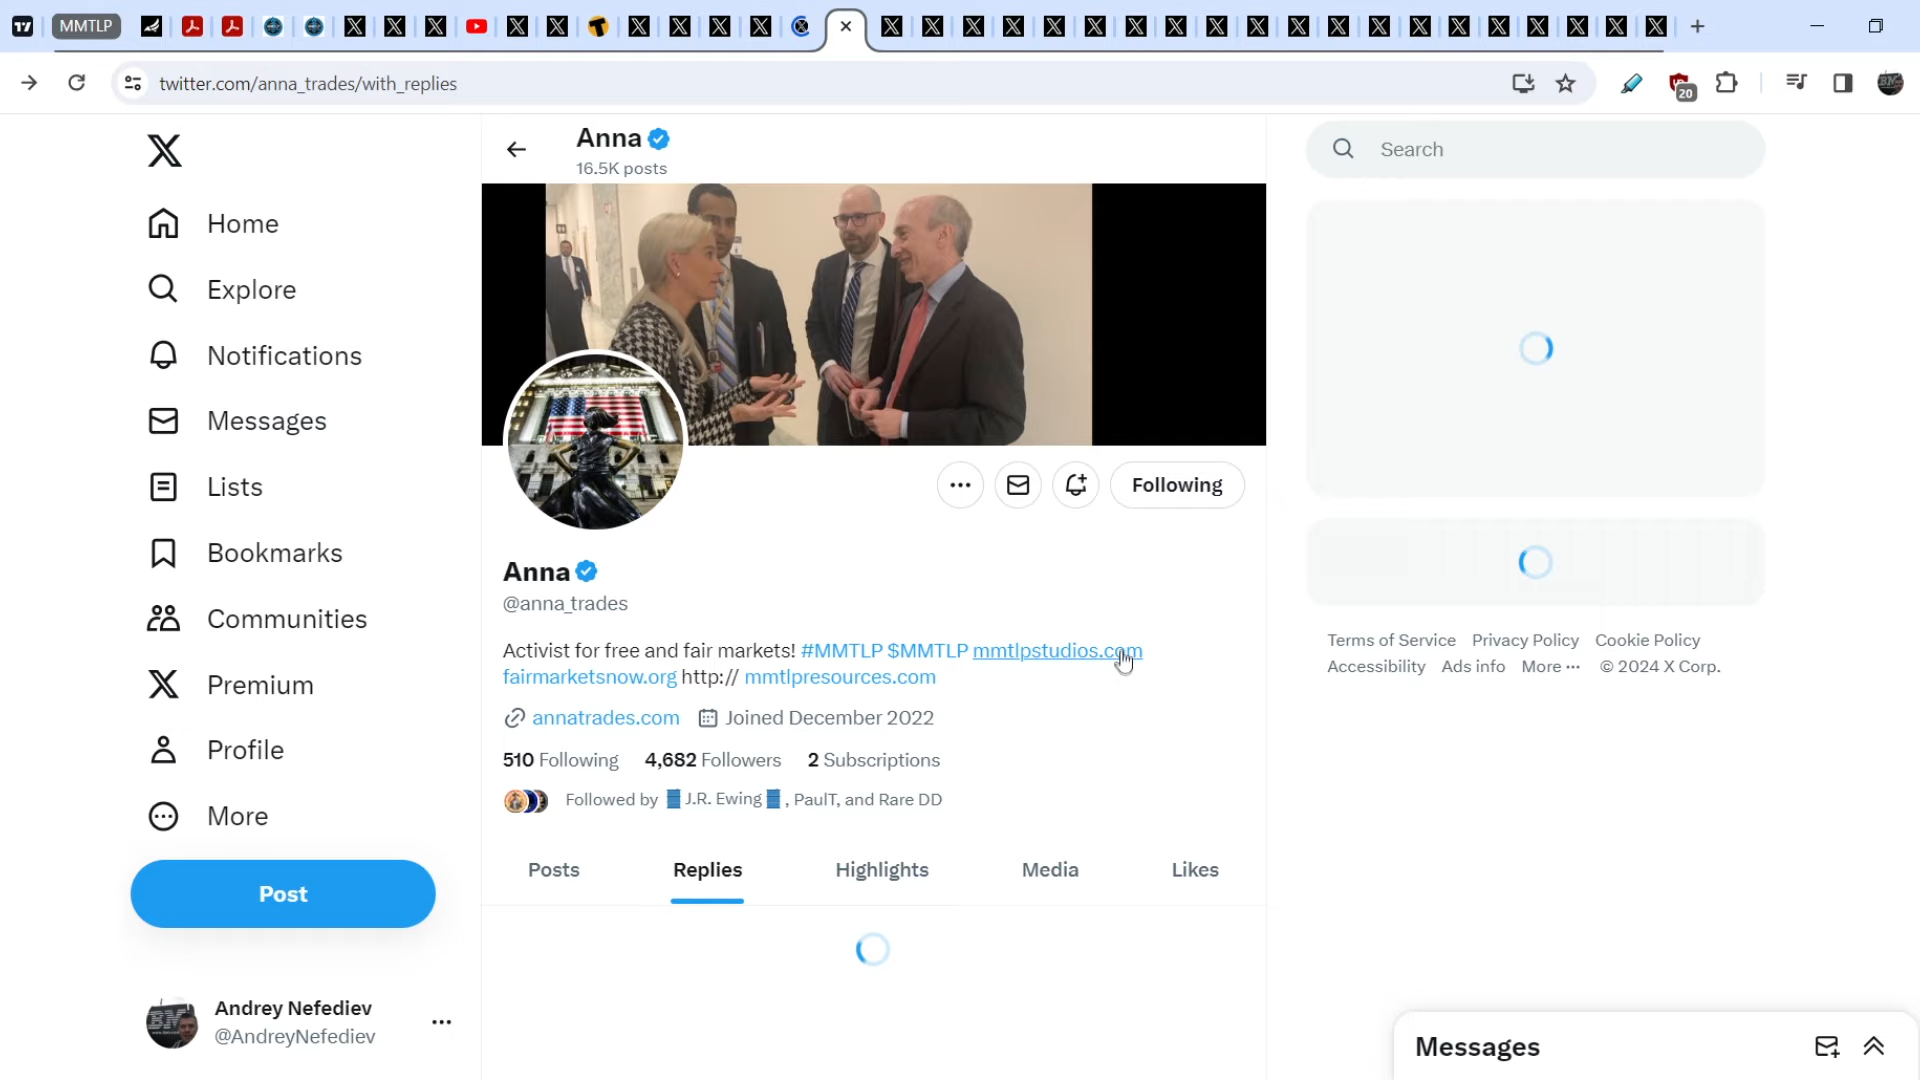 MMTLP
twitter.com/anna_trades/with_replies
20
Anna
16.5K posts
Search
Home
Explore
Notifications
Messages
Lists
Bookmarks
Communities
Premium
Profile
More
Post
Andrey Nefediev
@AndreyNefediev
Following
Anna
@anna_trades
Activist for free and fair markets! #MMTLP $MMTLP mmtlpstudios.com
fairmarketsnow.org http:// mmtlpresources.com
annatrades.com Joined December 2022
510 Following 4,682 Followers 2 Subscriptions
Followed by J.R. Ewing , PaulT, and Rare DD
Posts Replies Highlights Media Likes
Terms of Service Privacy Policy Cookie Policy
Accessibility Ads info More ··· © 2024 X Corp.
Messages